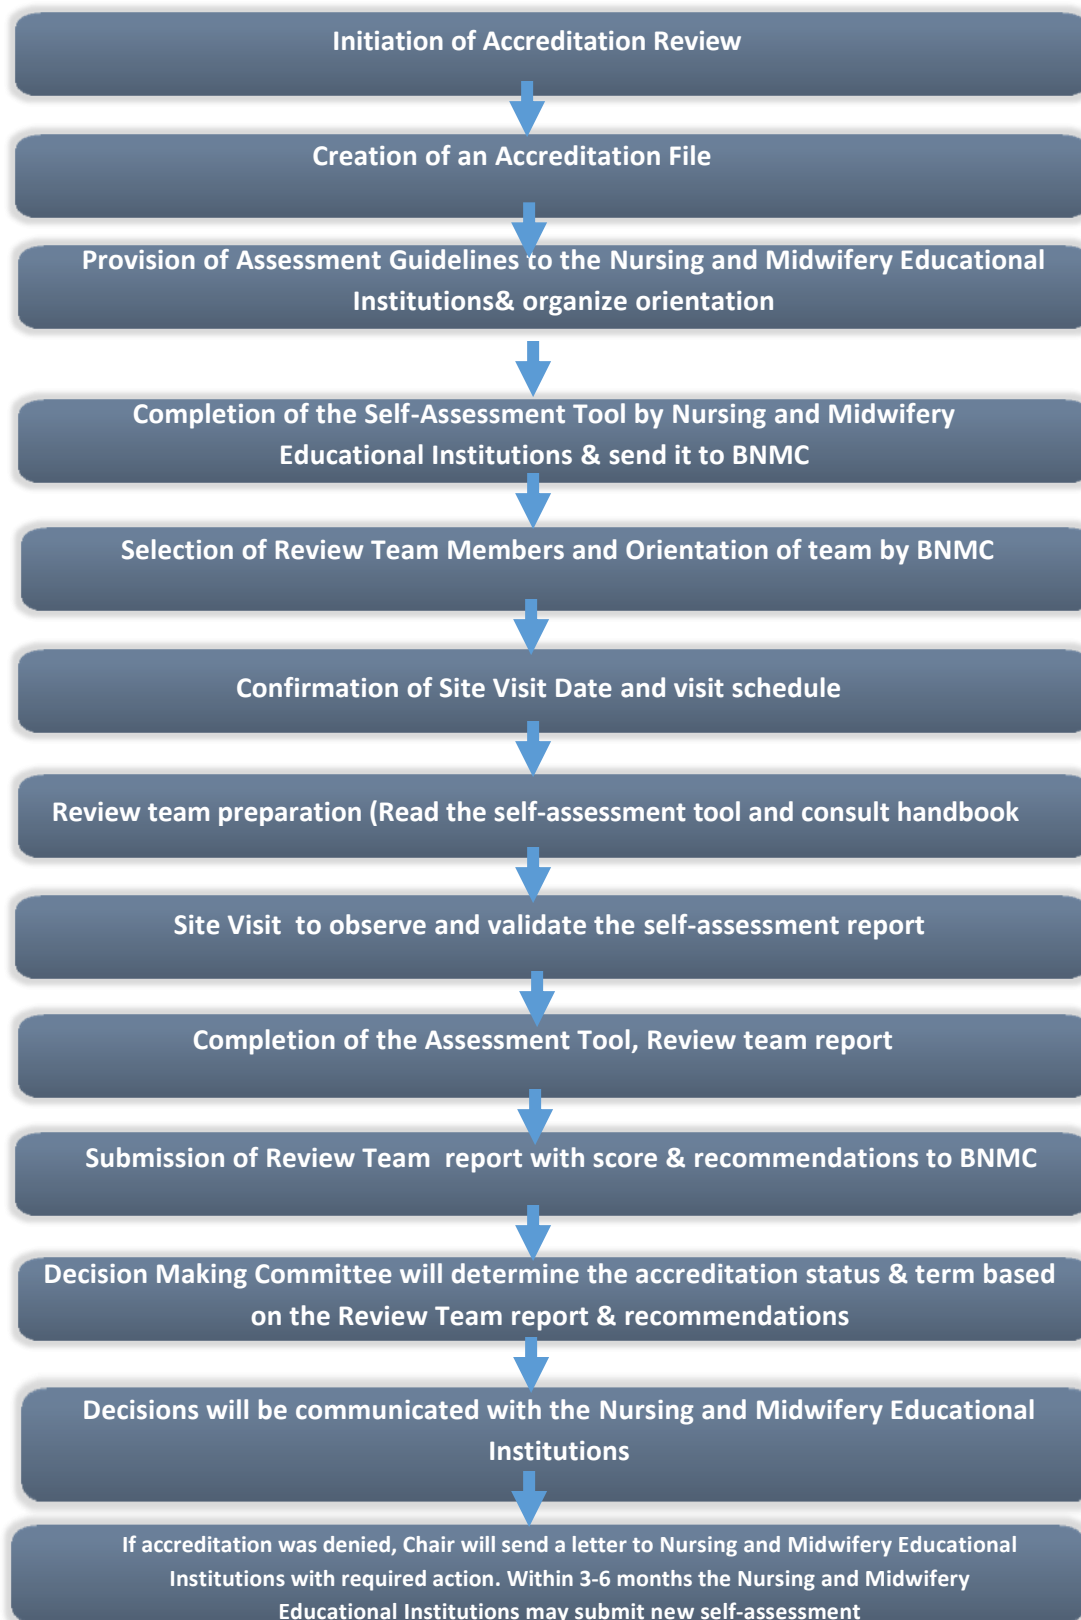 Initiation of Accreditation Review
Creation of an Accreditation File
Provision of Assessment Guidelines to the Nursing and Midwifery Educational
Institutions& organize orientation
Completion of the Self-Assessment Tool by Nursing and Midwifery
Educational Institutions & send it to BNMC
Selection of Review Team Members and Orientation of team by BNMC
Confirmation of Site Visit Date and visit schedule
Review team preparation (Read the self-assessment tool and consult handbook
Site Visit  to observe and validate the self-assessment report
Completion of the Assessment Tool, Review team report
Submission of Review Team  report with score & recommendations to BNMC
Decision Making Committee will determine the accreditation status & term based
on the Review Team report & recommendations
Decisions will be communicated with the Nursing and Midwifery Educational
Institutions
If accreditation was denied, Chair will send a letter to Nursing and Midwifery Educational
Institutions with required action. Within 3-6 months the Nursing and Midwifery
Educational Institutions may submit new self-assessment